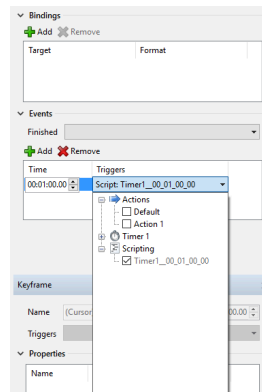 Bindings
Add Remove
Target Format
Events
Finished
Add Remove
Time Triggers
00:01:00.00 Script: Timer1__00_01_00_00
Actions
Default
Action 1
Timer 1
Scripting
Timer1__00_01_00_00
Keyframe
Name (Cursor 00.00
Triggers
Properties
Name